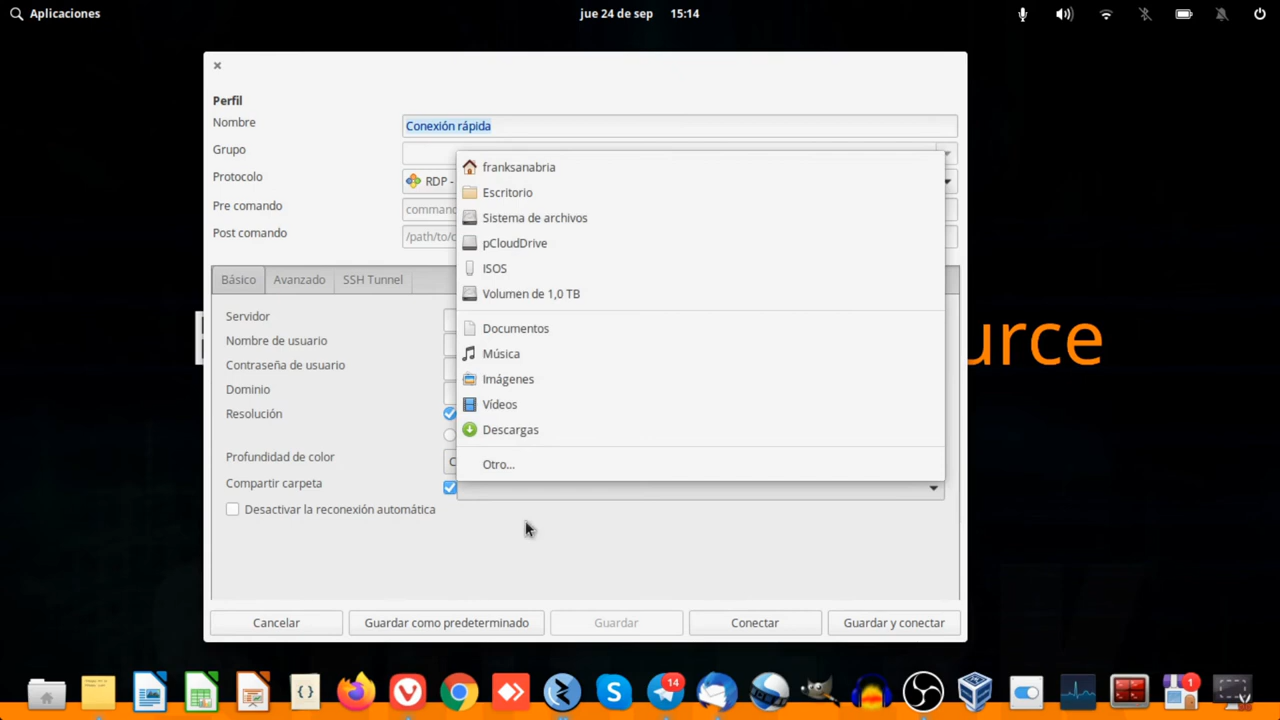 Aplicaciones
jue 24 de sep 15:14
Perfil
Nombre
Conexión rápida
Grupo
Protocolo
RDP -
Pre comando
command
Post comando
/path/to/c
Básico
Avanzado
SSH Tunnel
Servidor
Nombre de usuario
Contraseña de usuario
Dominio
Resolución
Profundidad de color
Compartir carpeta
Desactivar la reconexión automática
franksanabria
Escritorio
Sistema de archivos
pCloudDrive
ISOS
Volumen de 1,0 TB
Documentos
Música
Imágenes
Vídeos
Descargas
Otro...
urce
Cancelar
Guardar como predeterminado
Guardar
Conectar
Guardar y conectar
14
1